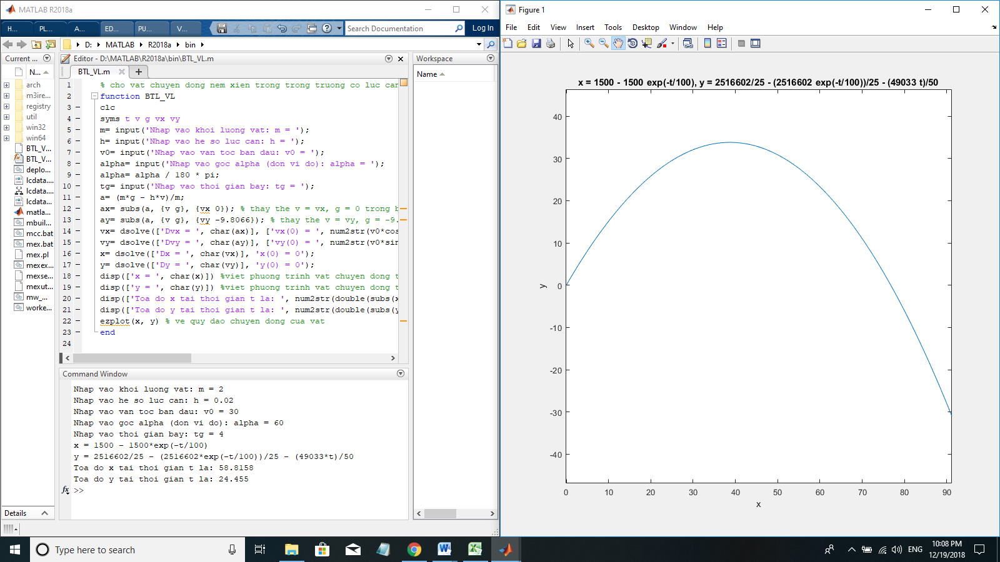 MATLAB R2018a
H...
PL...
A...
ED...
PU...
V...
Search Documentation
Log In
D:
MATLAB
R2018a
bin
Current ...
N...
arch
m3ire...
registry
util
win32
win64
BTL_V...
BTL_V...
deplo...
lcdata....
lcdata....
lcdata....
matla...
mbuil...
mcc.bat
mex.bat
mex.pl
mexex...
mexse...
mexut...
mw_...
worke...
Details
Editor - D:\MATLAB\R2018a\bin\BTL_VL.m
BTL_VL.m
1 % cho vat chuyen dong nem xien trong trong truong co luc can
2 function BTL_VL
3 clc
4 syms t v g vx vy
5 m= input('Nhap vao khoi luong vat: m = ');
6 h= input('Nhap vao he so luc can: h = ');
7 v0= input('Nhap vao van toc ban dau: v0 = ');
8 alpha= input('Nhap vao goc alpha (don vi do): alpha = ');
9 alpha= alpha / 180 * pi;
10 tg= input('Nhap vao thoi gian bay: tg = ');
11 a= (m*g - h*v)/m;
12 ax= subs(a, {v g}, {vx 0}); % thay the v = vx, g = 0 trong b
13 ay= subs(a, {v g}, {vy -9.8066}); % thay the v = vy, g = -9.
14 vx= dsolve(['Dvx = ', char(ax)], ['vx(0) = ', num2str(v0*cos
15 vy= dsolve(['Dvy = ', char(ay)], ['vy(0) = ', num2str(v0*sin
16 x= dsolve(['Dx = ', char(vx)], 'x(0) = 0');
17 y= dsolve(['Dy = ', char(vy)], 'y(0) = 0');
18 disp(['x = ', char(x)]) %viet phuong trinh vat chuyen dong t
19 disp(['y = ', char(y)]) %viet phuong trinh vat chuyen dong t
20 disp(['Toa do x tai thoi gian t la: ', num2str(double(subs(x
21 disp(['Toa do y tai thoi gian t la: ', num2str(double(subs(y
22 ezplot(x, y) % ve quy dao chuyen dong cua vat
23 end
24
Command Window
Nhap vao khoi luong vat: m = 2
Nhap vao he so luc can: h = 0.02
Nhap vao van toc ban dau: v0 = 30
Nhap vao goc alpha (don vi do): alpha = 60
Nhap vao thoi gian bay: tg = 4
x = 1500 - 1500*exp(-t/100)
y = 2516602/25 - (2516602*exp(-t/100))/25 - (49033*t)/50
Toa do x tai thoi gian t la: 58.8158
Toa do y tai thoi gian t la: 24.455
fx >>
Workspace
Name
Figure 1
File Edit View Insert Tools Desktop Window Help
x = 1500 - 1500 exp(-t/100), y = 2516602/25 - (2516602 exp(-t/100))/25 - (49033 t)/50
40
30
20
10
0
-10
-20
-30
-40
y
0 10 20 30 40 50 60 70 80 90
x
Type here to search
ENG
10:08 PM
12/19/2018